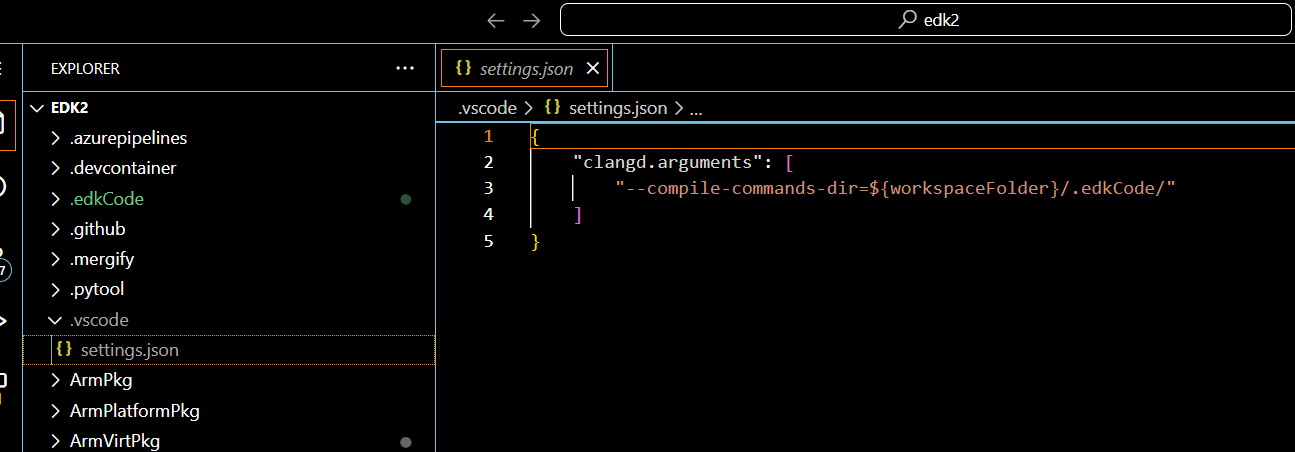 edk2
EXPLORER
EDK2
.azurepipelines
.devcontainer
.edkCode
.github
.mergify
.pytool
.vscode
{} settings.json
ArmPkg
ArmPlatformPkg
ArmVirtPkg
{} settings.json
.vscode > {} settings.json > ...
1 {
2 "clangd.arguments": [
3 "--compile-commands-dir=${workspaceFolder}/.edkCode/"
4 ]
5 }